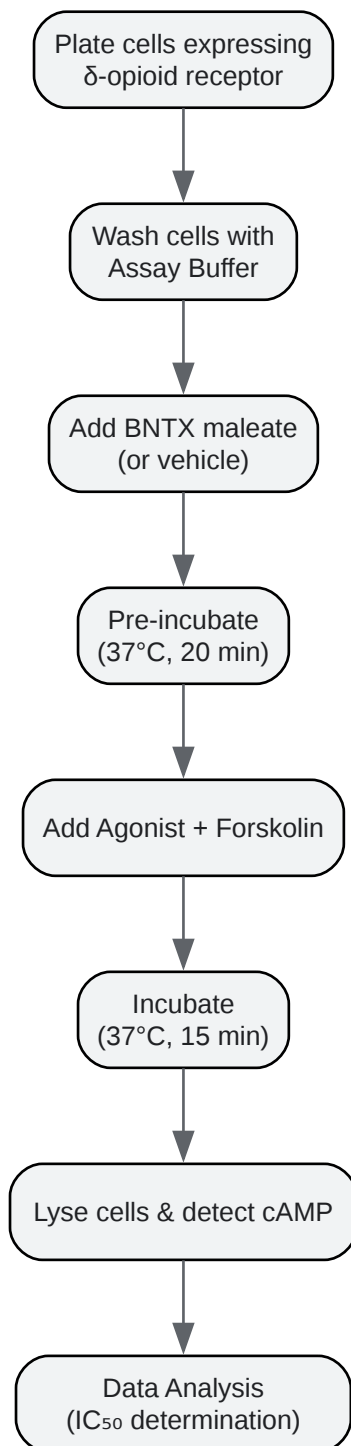 Plate cells expressing
δ-opioid receptor
Wash cells with
Assay Buffer
Add BNTX maleate
(or vehicle)
Pre-incubate
(37°C, 20 min)
Add Agonist + Forskolin
Incubate
(37°C, 15 min)
Lyse cells & detect cAMP
Data Analysis
(IC₅₀ determination)